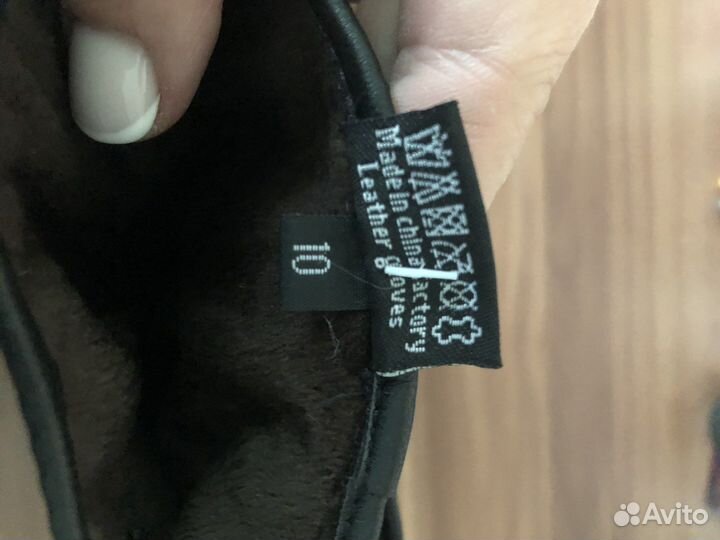 Made in china factory
Leather gloves
10
Avito